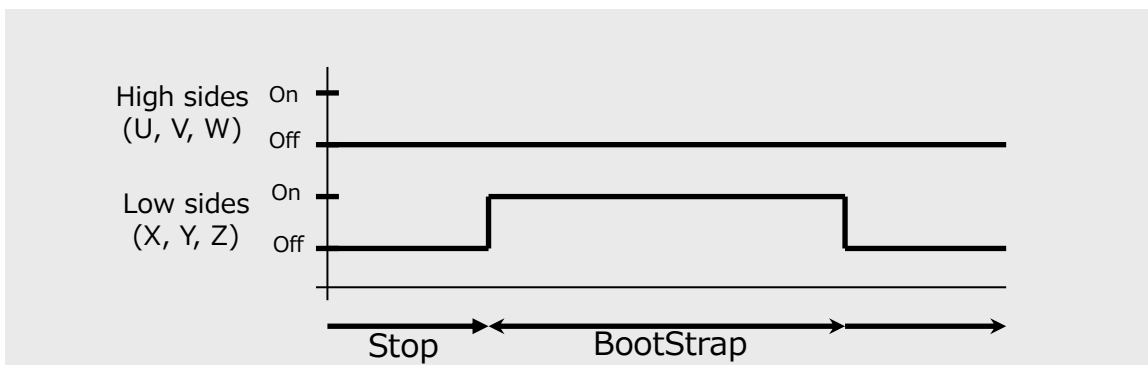 High sides
(U, V, W)
On
Off
Low sides
(X, Y, Z)
On
Off
Stop
BootStrap